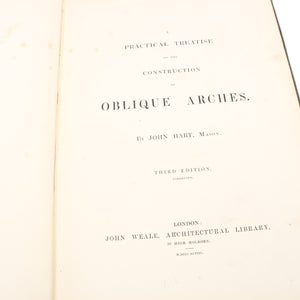 A
PRACTICAL TREATISE
ON THE
CONSTRUCTION
OF
OBLIQUE ARCHES.
By JOHN HART, Mason.
THIRD EDITION,
LONDON:
JOHN WEALE, ARCHITECTURAL LIBRARY,
59 HIGH HOLBORN.